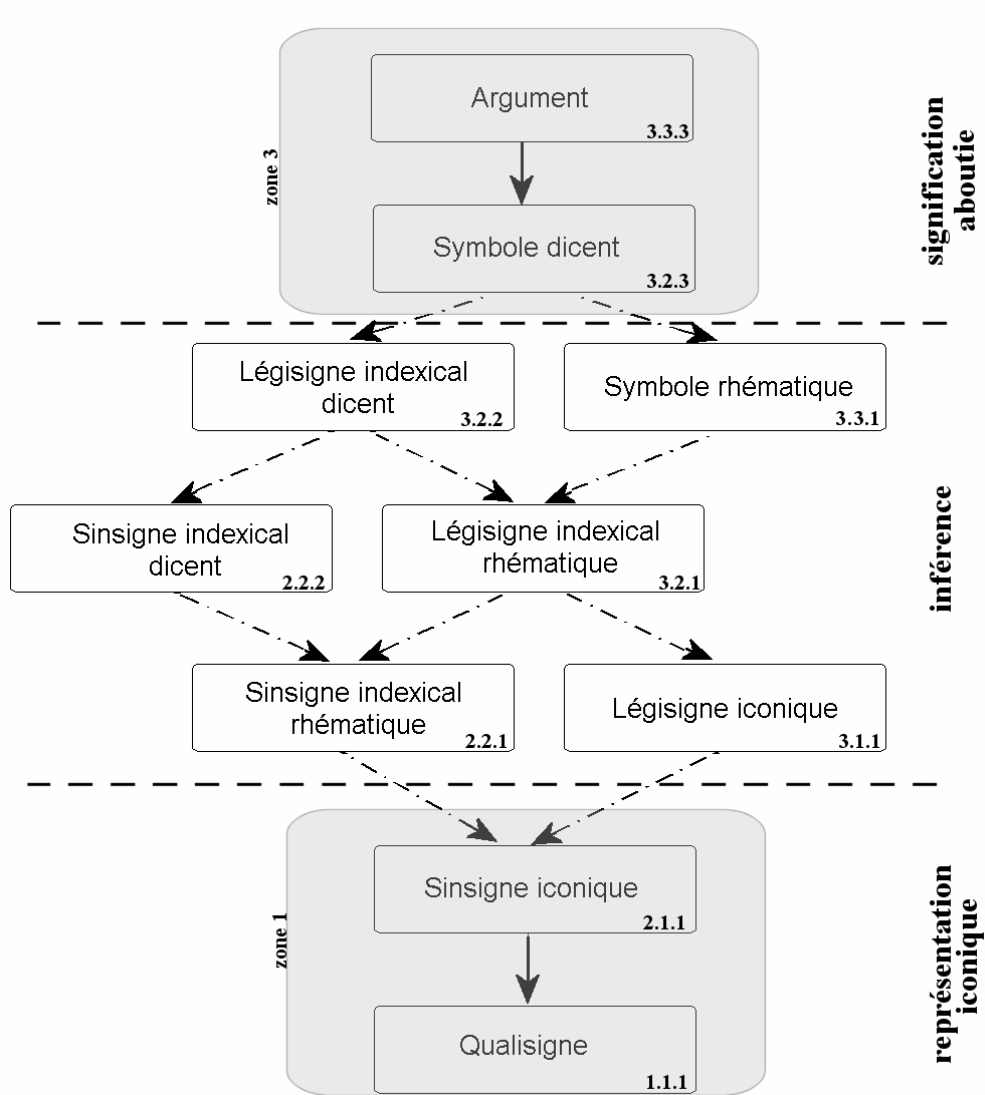 Argument
3.3.3
zone 3
Symbole dicent
3.2.3
signification
aboutie
Légisigne indexical
dicent
3.2.2
Symbole rhématique
3.3.1
Sinsigne indexical
dicent
2.2.2
Légisigne indexical
rhématique
3.2.1
inférence
Sinsigne indexical
rhématique
2.2.1
Légisigne iconique
3.1.1
Sinsigne iconique
2.1.1
zone 1
Qualisigne
1.1.1
représentation
iconique